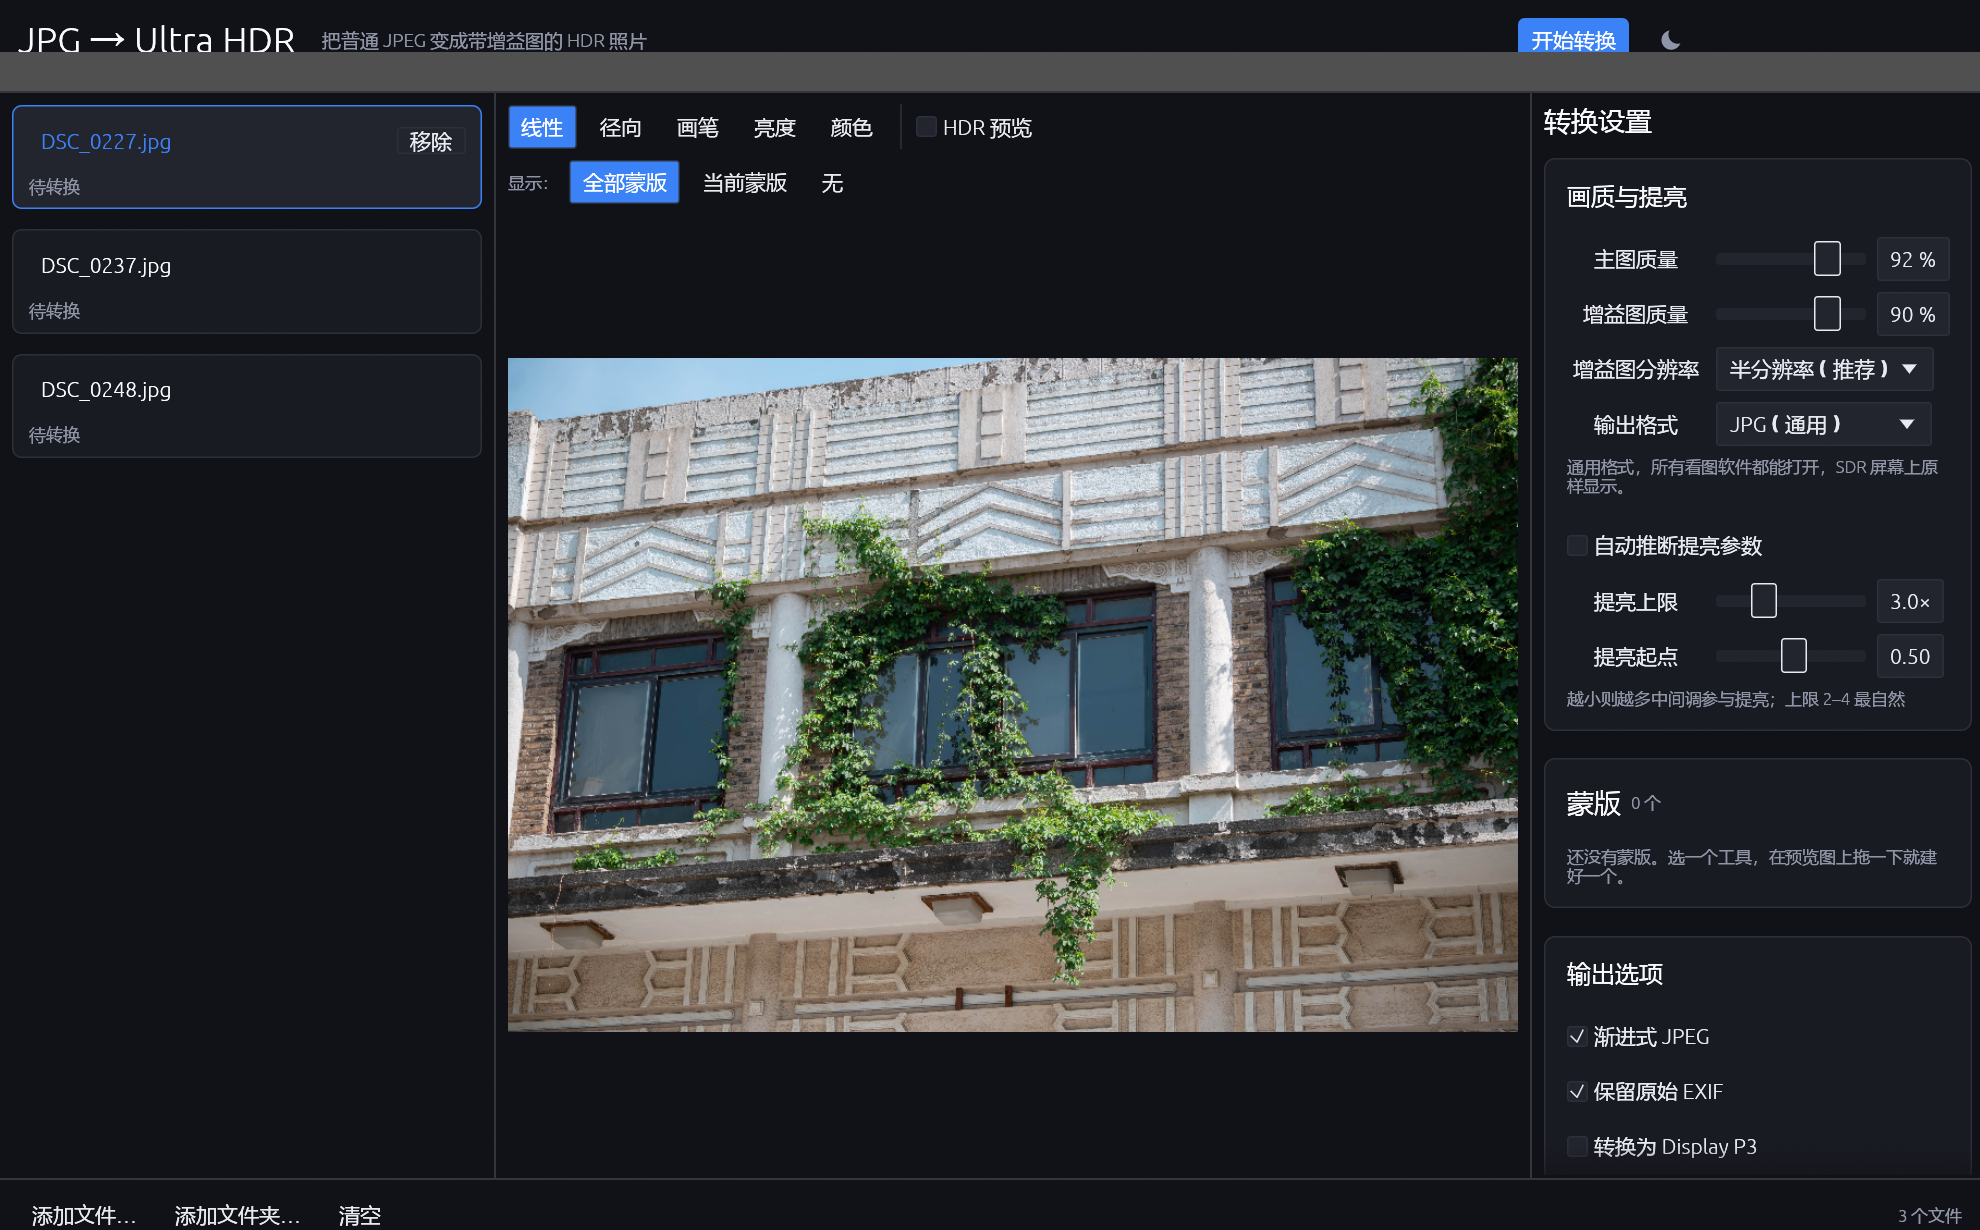 JPG → Ultra HDR 把普通 JPEG 变成带增益图的 HDR 照片 开始转换
DSC_0227.jpg 移除
待转换
DSC_0237.jpg
待转换
DSC_0248.jpg
待转换
线性 径向 画笔 亮度 颜色 HDR 预览
显示: 全部蒙版 当前蒙版 无
转换设置
画质与提亮
主图质量 92 %
增益图质量 90 %
增益图分辨率 半分辨率(推荐)
输出格式 JPG(通用)
通用格式，所有看图软件都能打开，SDR 屏幕上原
样显示。
自动推断提亮参数
提亮上限 3.0×
提亮起点 0.50
越小则越多中间调参与提亮；上限 2–4 最自然
蒙版 0 个
还没有蒙版。选一个工具，在预览图上拖一下就建
好一个。
输出选项
渐进式 JPEG
保留原始 EXIF
转换为 Display P3
添加文件… 添加文件夹… 清空 3 个文件